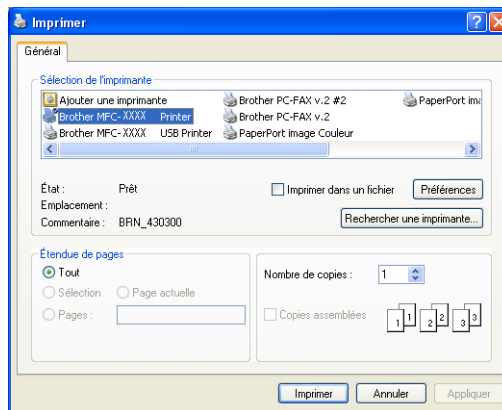 Imprimer
Général
Sélection de l'imprimante
Ajouter une imprimante
Brother PC-FAX v.2 #2
PaperPort
Brother MFC-XXXX Printer
Brother PC-FAX v.2
Brother MFC-XXXX USB Printer
PaperPort image Couleur
État : Prêt
Imprimer dans un fichier
Préférences
Emplacement :
Commentaire : BRN_430300
Rechercher une imprimante...
Étendue de pages
Tout
Sélection
Page actuelle
Pages :
Nombre de copies : 1
Copies assemblées
1 1 2 2 3 3
Imprimer
Annuler
Appliquer